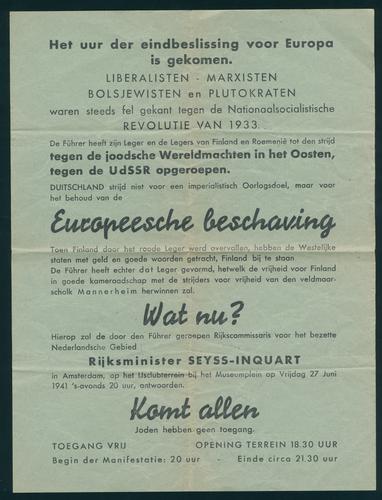 Het uur der eindbeslissing voor Europa
is gekomen.
LIBERALISTEN - MARXISTEN
BOLSJEWISTEN en PLUTOKRATEN
waren steeds fel gekant tegen de Nationaalsocialistische
REVOLUTIE VAN 1933.
De Führer heeft zijn Leger en de Legers van Finland en Roemenië tot den strijd
tegen de joodsche Wereldmachten in het Oosten,
tegen de UdSSR opgeroepen.
DUITSCHLAND strijd niet voor een imperialistisch Oorlogsdoel, maar voor
het behoud van de
Europeesche beschaving
Toen Finland door het roode Leger werd overvallen, hebben de Westelijke
staten met geld en goede woorden getracht, Finland bij te staan
De Führer heeft echter dat Leger gevormd, hetwelk de vrijheid voor Finland
in goede kameraadschap met de strijders voor vrijheid van den veldmaar-
scholk Mannerheim herwinnen zal.
Wat nu?
Hierop zal de door den Führer geroepen Rijkscommissaris voor het bezette
Nederlandsche Gebied
Rijksminister SEYSS-INQUART
in Amsterdam, op het IJsclubterrein bij het Museumplein op Vrijdag 27 Juni
1941 's-avonds 20 uur, antwoorden.
Komt allen
Joden hebben geen toegang.
TOEGANG VRIJ OPENING TERREIN 18.30 UUR
Begin der Manifestatie: 20 uur - Einde circa 21.30 uur